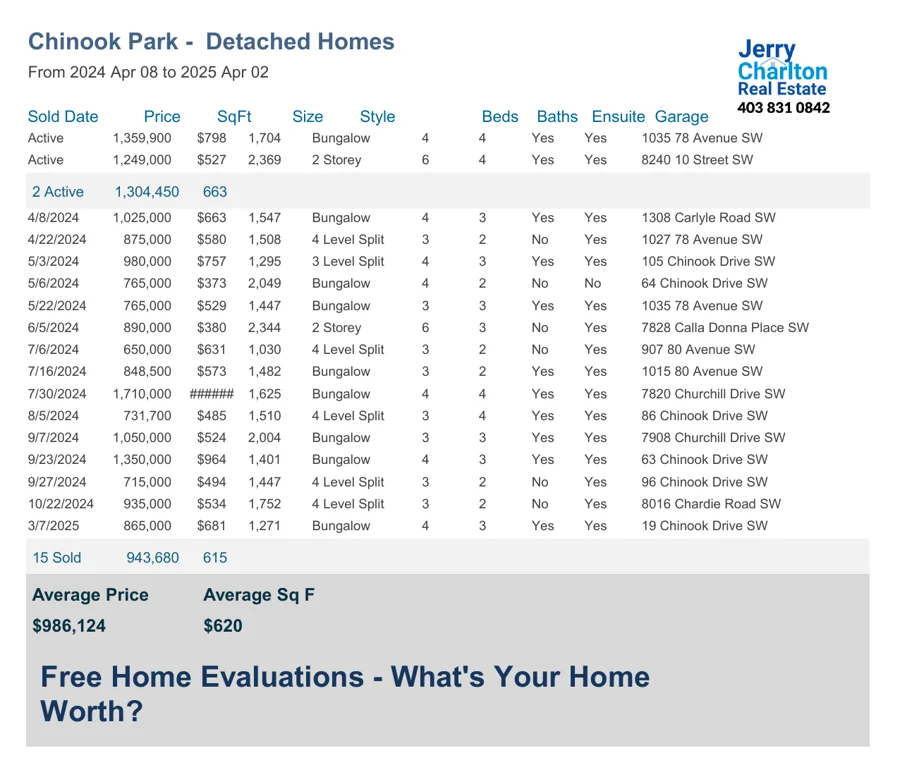 Chinook Park - Detached Homes
From 2024 Apr 08 to 2025 Apr 02
Jerry
Charlton
Real Estate
403 831 0842
Sold Date Price SqFt Size Style Beds Baths Ensuite Garage
Active 1,359,900 $798 1,704 Bungalow 4 4 Yes Yes 1035 78 Avenue SW
Active 1,249,000 $527 2,369 2 Storey 6 4 Yes Yes 8240 10 Street SW
2 Active 1,304,450 663
4/8/2024 1,025,000 $663 1,547 Bungalow 4 3 Yes Yes 1308 Carlyle Road SW
4/22/2024 875,000 $580 1,508 4 Level Split 3 2 No Yes 1027 78 Avenue SW
5/3/2024 980,000 $757 1,295 3 Level Split 4 3 Yes Yes 105 Chinook Drive SW
5/6/2024 765,000 $373 2,049 Bungalow 4 2 No No 64 Chinook Drive SW
5/22/2024 765,000 $529 1,447 Bungalow 3 3 Yes Yes 1035 78 Avenue SW
6/5/2024 890,000 $380 2,344 2 Storey 6 3 No Yes 7828 Calla Donna Place SW
7/6/2024 650,000 $631 1,030 4 Level Split 3 2 No Yes 907 80 Avenue SW
7/16/2024 848,500 $573 1,482 Bungalow 3 2 Yes Yes 1015 80 Avenue SW
7/30/2024 1,710,000 ###### 1,625 Bungalow 4 4 Yes Yes 7820 Churchill Drive SW
8/5/2024 731,700 $485 1,510 4 Level Split 3 4 Yes Yes 86 Chinook Drive SW
9/7/2024 1,050,000 $524 2,004 Bungalow 3 3 Yes Yes 7908 Churchill Drive SW
9/23/2024 1,350,000 $964 1,401 Bungalow 4 3 Yes Yes 63 Chinook Drive SW
9/27/2024 715,000 $494 1,447 4 Level Split 3 2 No Yes 96 Chinook Drive SW
10/22/2024 935,000 $534 1,752 4 Level Split 3 2 No Yes 8016 Chardie Road SW
3/7/2025 865,000 $681 1,271 Bungalow 4 3 Yes Yes 19 Chinook Drive SW
15 Sold 943,680 615
Average Price Average Sq F
$986,124 $620
Free Home Evaluations - What's Your Home
Worth?